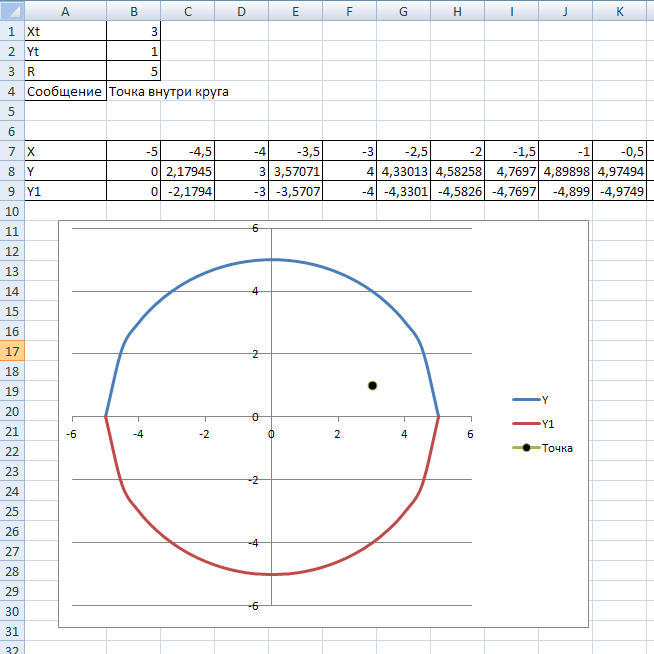 A B C D E F G H I J K
1 Xt 3
2 Yt 1
3 R 5
4 Сообщение Точка внутри круга
5
6
7 X -5 -4,5 -4 -3,5 -3 -2,5 -2 -1,5 -1 -0,5
8 Y 0 2,17945 3 3,57071 4 4,33013 4,58258 4,7697 4,89898 4,97494
9 Y1 0 -2,1794 -3 -3,5707 -4 -4,3301 -4,5826 -4,7697 -4,899 -4,9749
10
11 6
12
13
14 4
15
16
17 2
18
19
20 0 Y
21 -6 -4 -2 0 2 4 6 Y1
22 Точка
23
24 -2
25
26
27 -4
28
29
30 -6
31
32